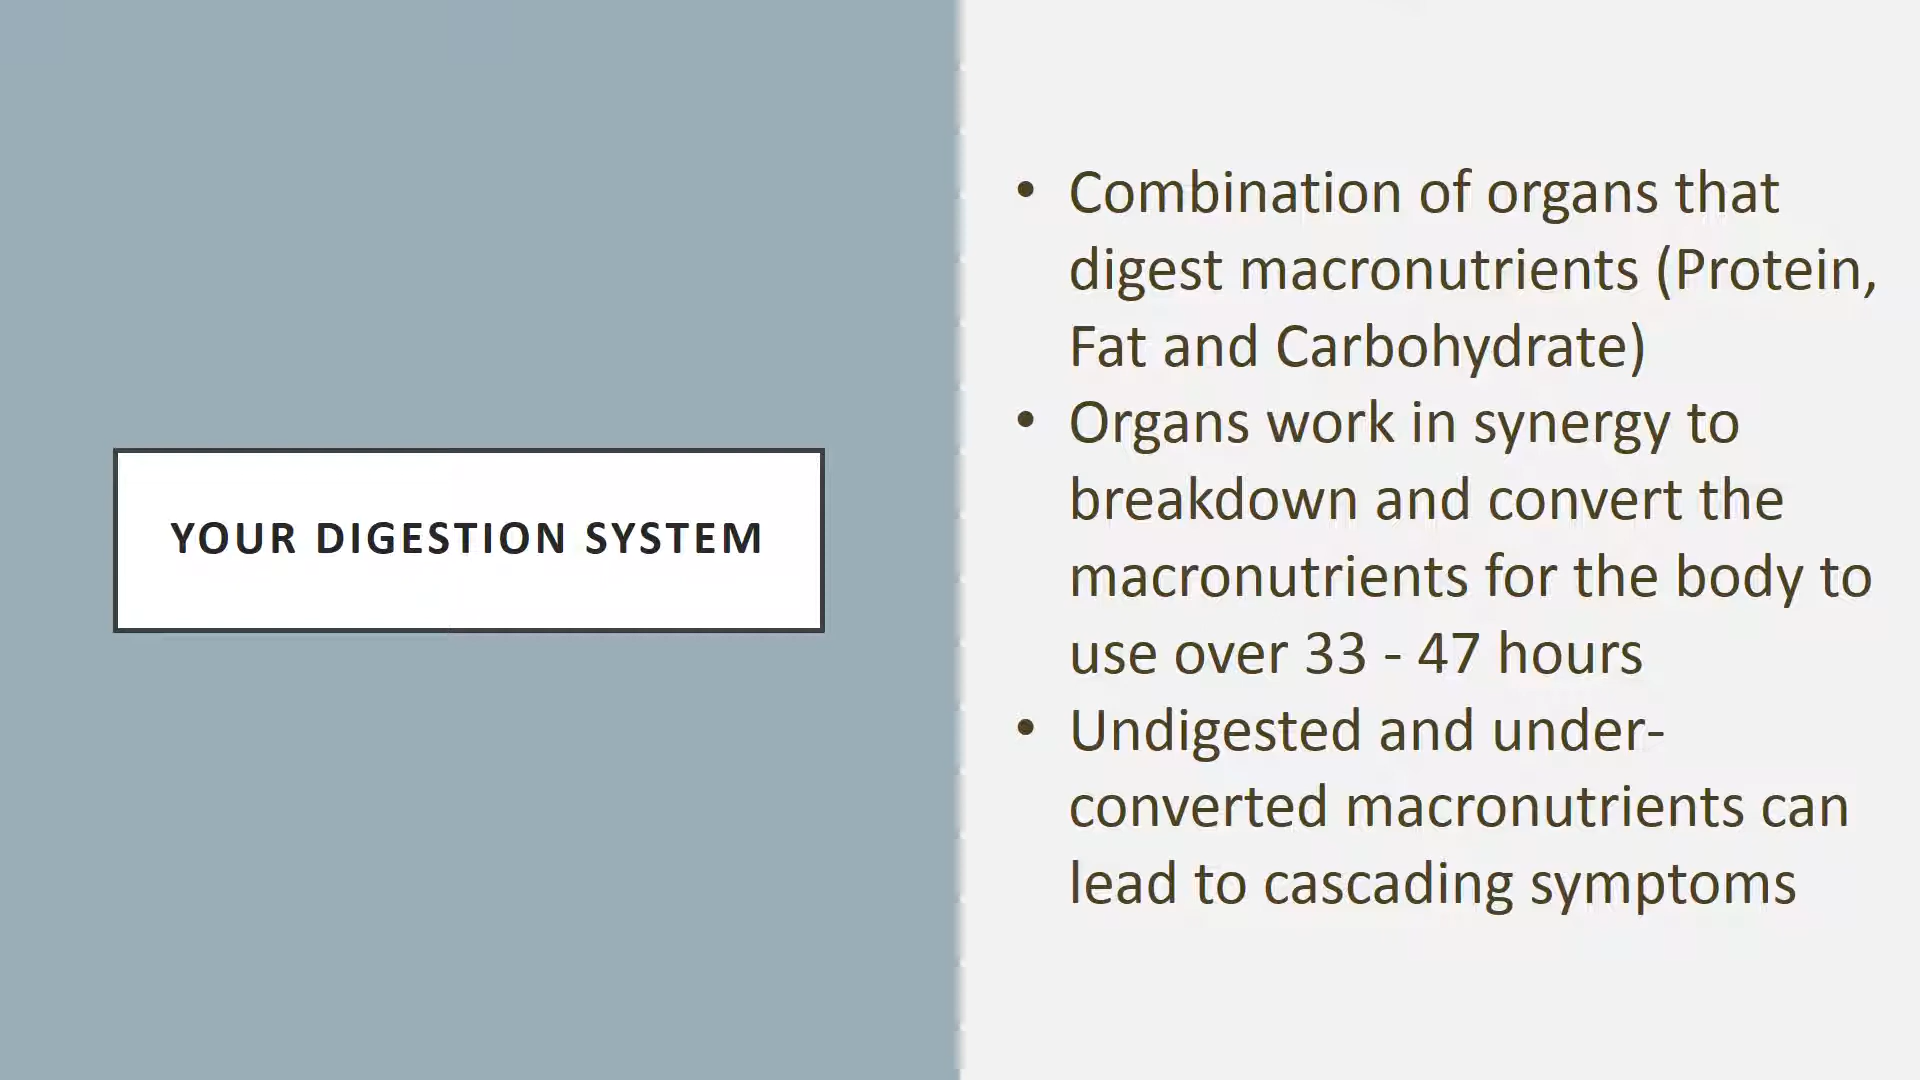 YOUR DIGESTION SYSTEM
• Combination of organs that
digest macronutrients (Protein,
Fat and Carbohydrate)
• Organs work in synergy to
breakdown and convert the
macronutrients for the body to
use over 33 - 47 hours
• Undigested and under-
converted macronutrients can
lead to cascading symptoms